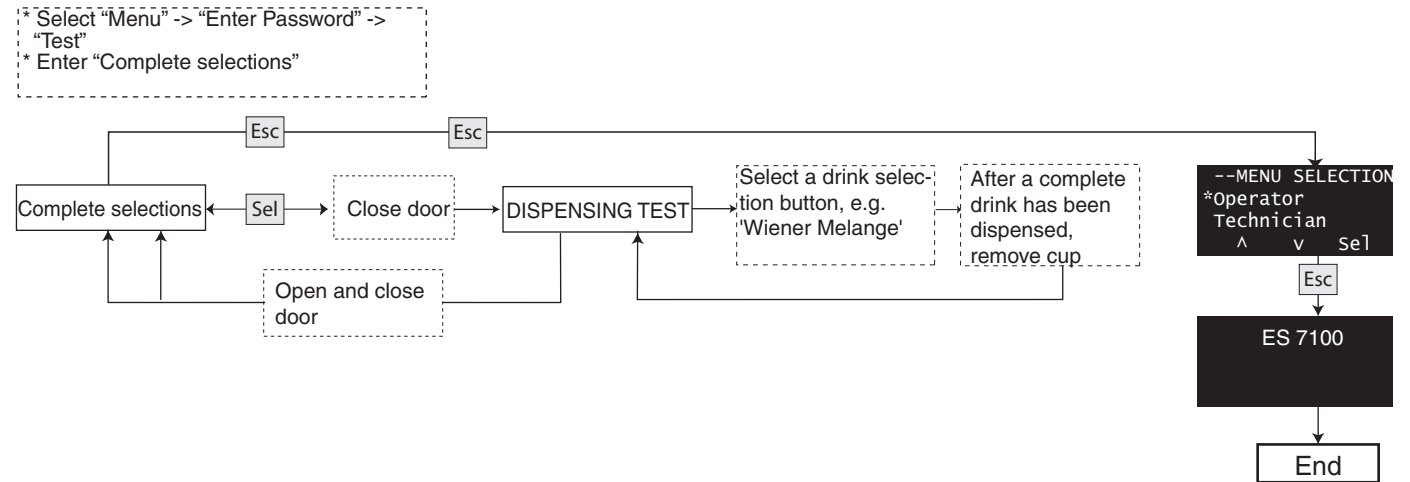 * Select “Menu” -> “Enter Password” ->
“Test”
* Enter “Complete selections”
Esc
Esc
Complete selections
Sel
Close door
DISPENSING TEST
Select a drink selec-
tion button, e.g.
'Wiener Melange'
After a complete
drink has been
dispensed,
remove cup
Open and close
door
--MENU SELECTION
*Operator
Technician
^ v Sel
Esc
ES 7100
End